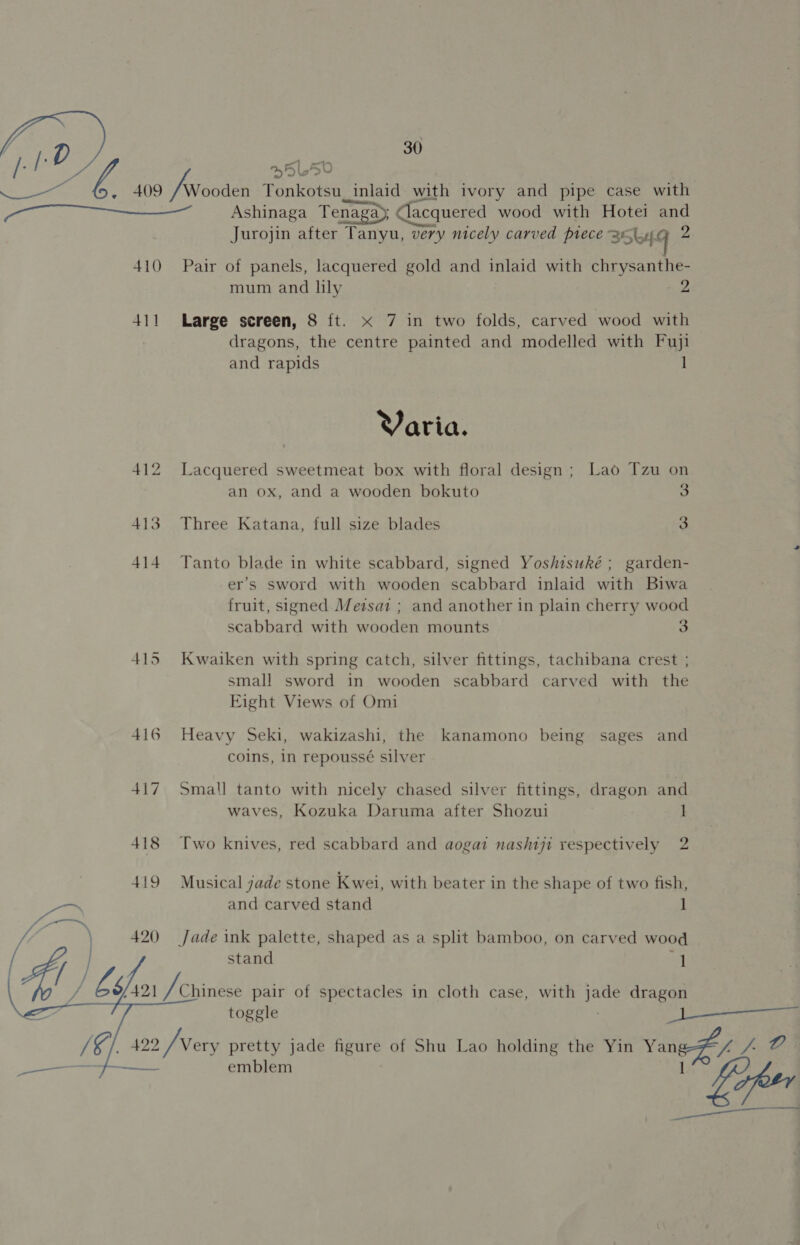 30
35650
409 Wooden Tonkotsu inlaid with ivory and pipe case with
Ashinaga Tenaga; lacquered wood with Hotei and
Jurojin after Tanyu, very nicely carved piece 35649 2
410 Pair of panels, lacquered gold and inlaid with chrysanthe-
mum and lily 2
411 Large screen, 8 ft. × 7 in two folds, carved wood with
dragons, the centre painted and modelled with Fuji
and rapids 1
Varia.
412 Lacquered sweetmeat box with floral design; Lao Tzu on
an ox, and a wooden bokuto 3
413 Three Katana, full size blades 3
414 Tanto blade in white scabbard, signed Yoshisuké; garden-
er's sword with wooden scabbard inlaid with Biwa
fruit, signed Meisai; and another in plain cherry wood
scabbard with wooden mounts 3
415 Kwaiken with spring catch, silver fittings, tachibana crest;
small sword in wooden scabbard carved with the
Eight Views of Omi
416 Heavy Seki, wakizashi, the kanamono being sages and
coins, in repoussé silver
417 Small tanto with nicely chased silver fittings, dragon and
waves, Kozuka Daruma after Shozui 1
418 Two knives, red scabbard and aogai nashiji respectively 2
419 Musical jade stone Kwei, with beater in the shape of two fish,
and carved stand 1
420 Jade ink palette, shaped as a split bamboo, on carved wood
stand 1
421 Chinese pair of spectacles in cloth case, with jade dragon
toggle 1
422 Very pretty jade figure of Shu Lao holding the Yin Yang
emblem 1